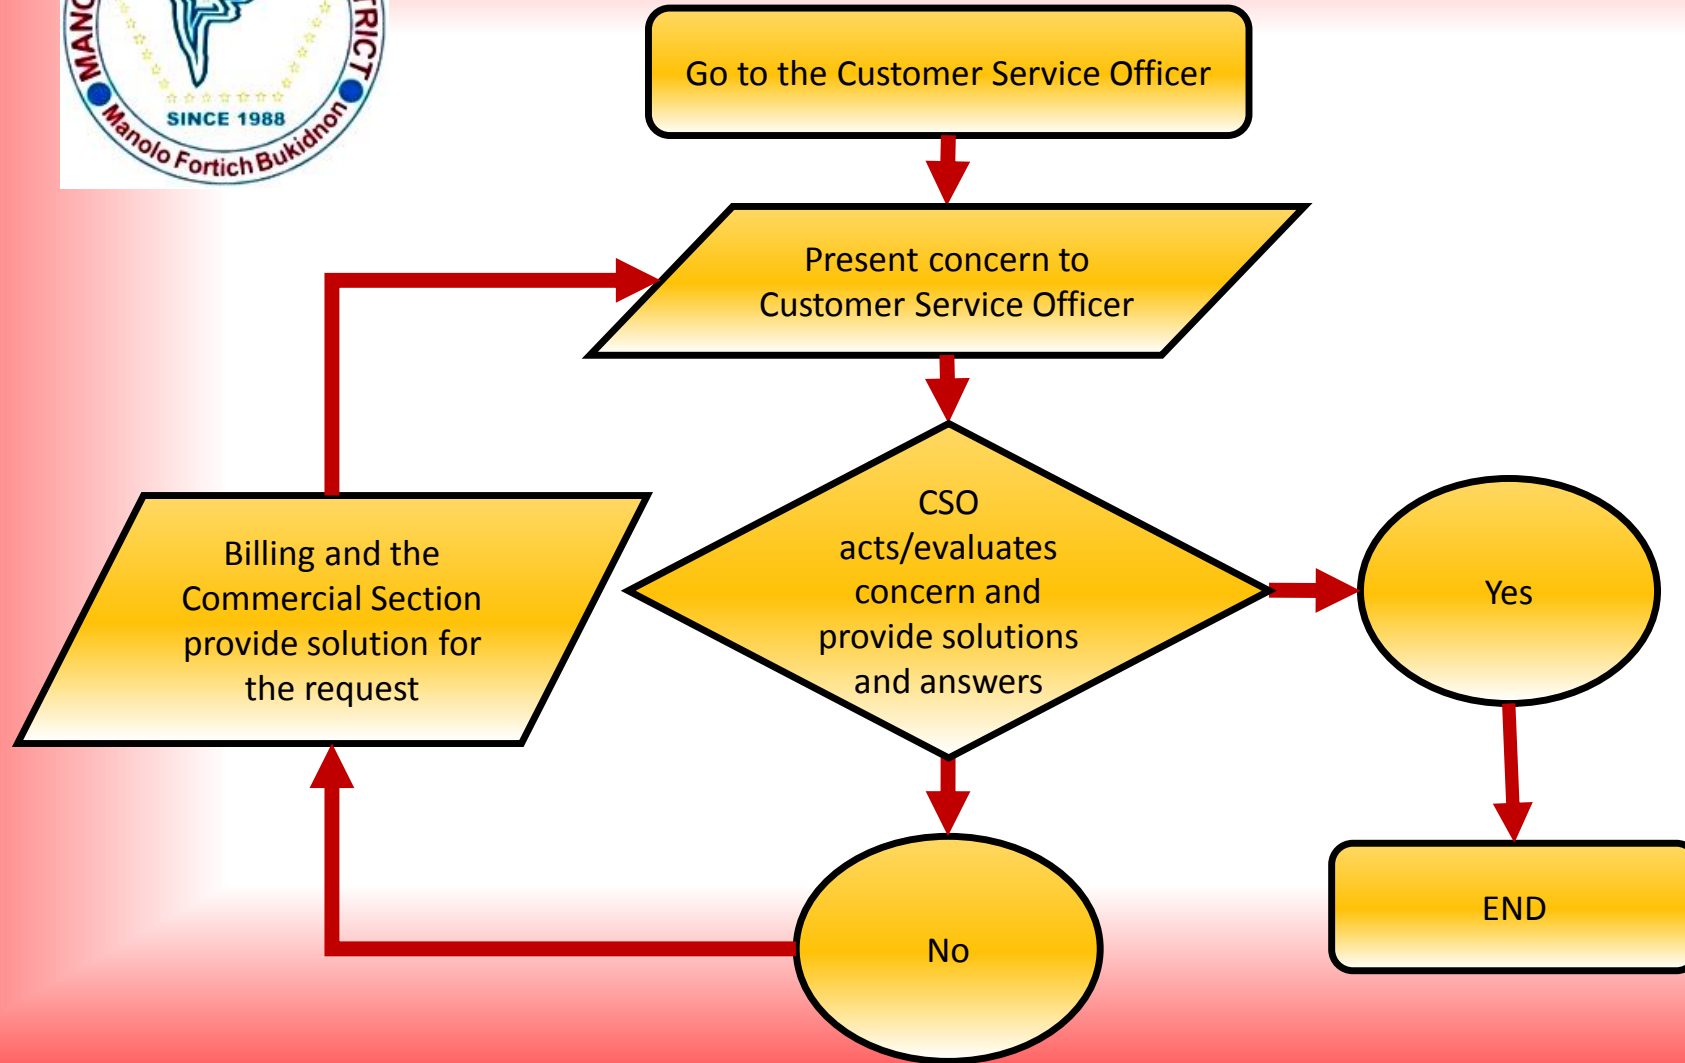 TRICT
SINCE 1988
Manolo Fortich Bukidnon
Go to the Customer Service Officer
Present concern to
Customer Service Officer
Billing and the
Commercial Section
provide solution for
the request
CSO
acts/evaluates
concern and
provide solutions
and answers
Yes
No
END